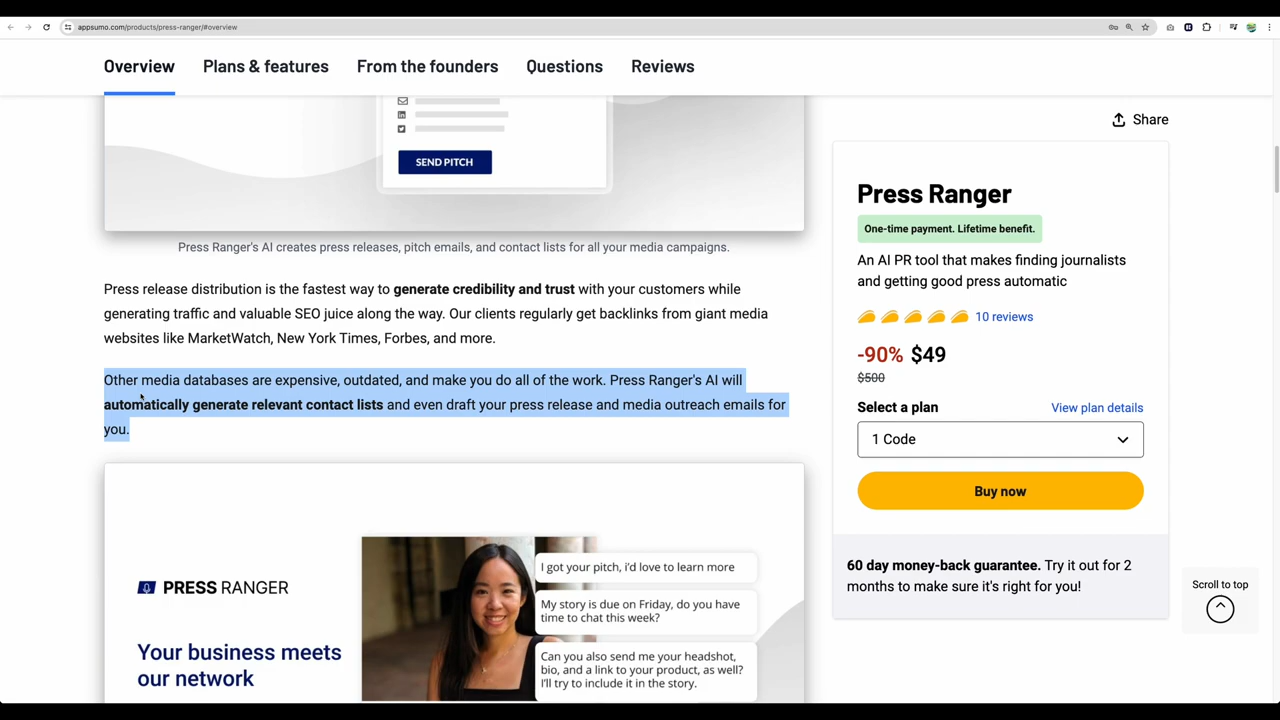 appsumo.com/products/press-ranger/#overview
Overview
Plans & features
From the founders
Questions
Reviews
SEND PITCH
Press Ranger's AI creates press releases, pitch emails, and contact lists for all your media campaigns.
Press release distribution is the fastest way to generate credibility and trust with your customers while
generating traffic and valuable SEO juice along the way. Our clients regularly get backlinks from giant media
websites like MarketWatch, New York Times, Forbes, and more.
Other media databases are expensive, outdated, and make you do all of the work. Press Ranger's AI will
automatically generate relevant contact lists and even draft your press release and media outreach emails for
you.
PRESS RANGER
Your business meets
our network
I got your pitch, i'd love to learn more
My story is due on Friday, do you have
time to chat this week?
Can you also send me your headshot,
bio, and a link to your product, as well?
I'll try to include it in the story.
Share
Press Ranger
One-time payment. Lifetime benefit.
An AI PR tool that makes finding journalists
and getting good press automatic
10 reviews
-90% $49
$500
Select a plan
View plan details
1 Code
Buy now
60 day money-back guarantee. Try it out for 2
months to make sure it's right for you!
Scroll to top